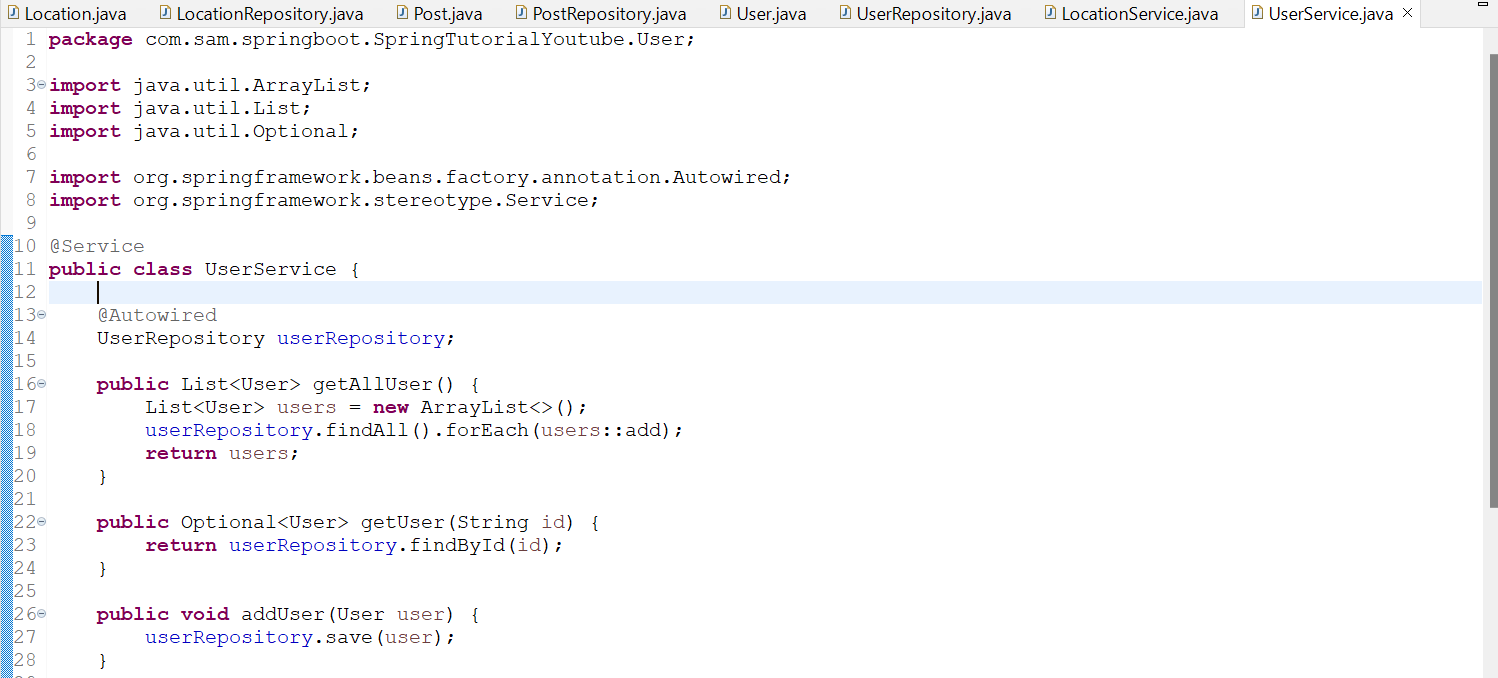 Location.java LocationRepository.java Post.java PostRepository.java User.java UserRepository.java LocationService.java UserService.java
1 package com.sam.springboot.SpringTutorialYoutube.User;
2
3 import java.util.ArrayList;
4 import java.util.List;
5 import java.util.Optional;
6
7 import org.springframework.beans.factory.annotation.Autowired;
8 import org.springframework.stereotype.Service;
9
10 @Service
11 public class UserService {
12
13 @Autowired
14 UserRepository userRepository;
15
16 public List<User> getAllUser() {
17 List<User> users = new ArrayList<>();
18 userRepository.findAll().forEach(users::add);
19 return users;
20 }
21
22 public Optional<User> getUser(String id) {
23 return userRepository.findById(id);
24 }
25
26 public void addUser(User user) {
27 userRepository.save(user);
28 }